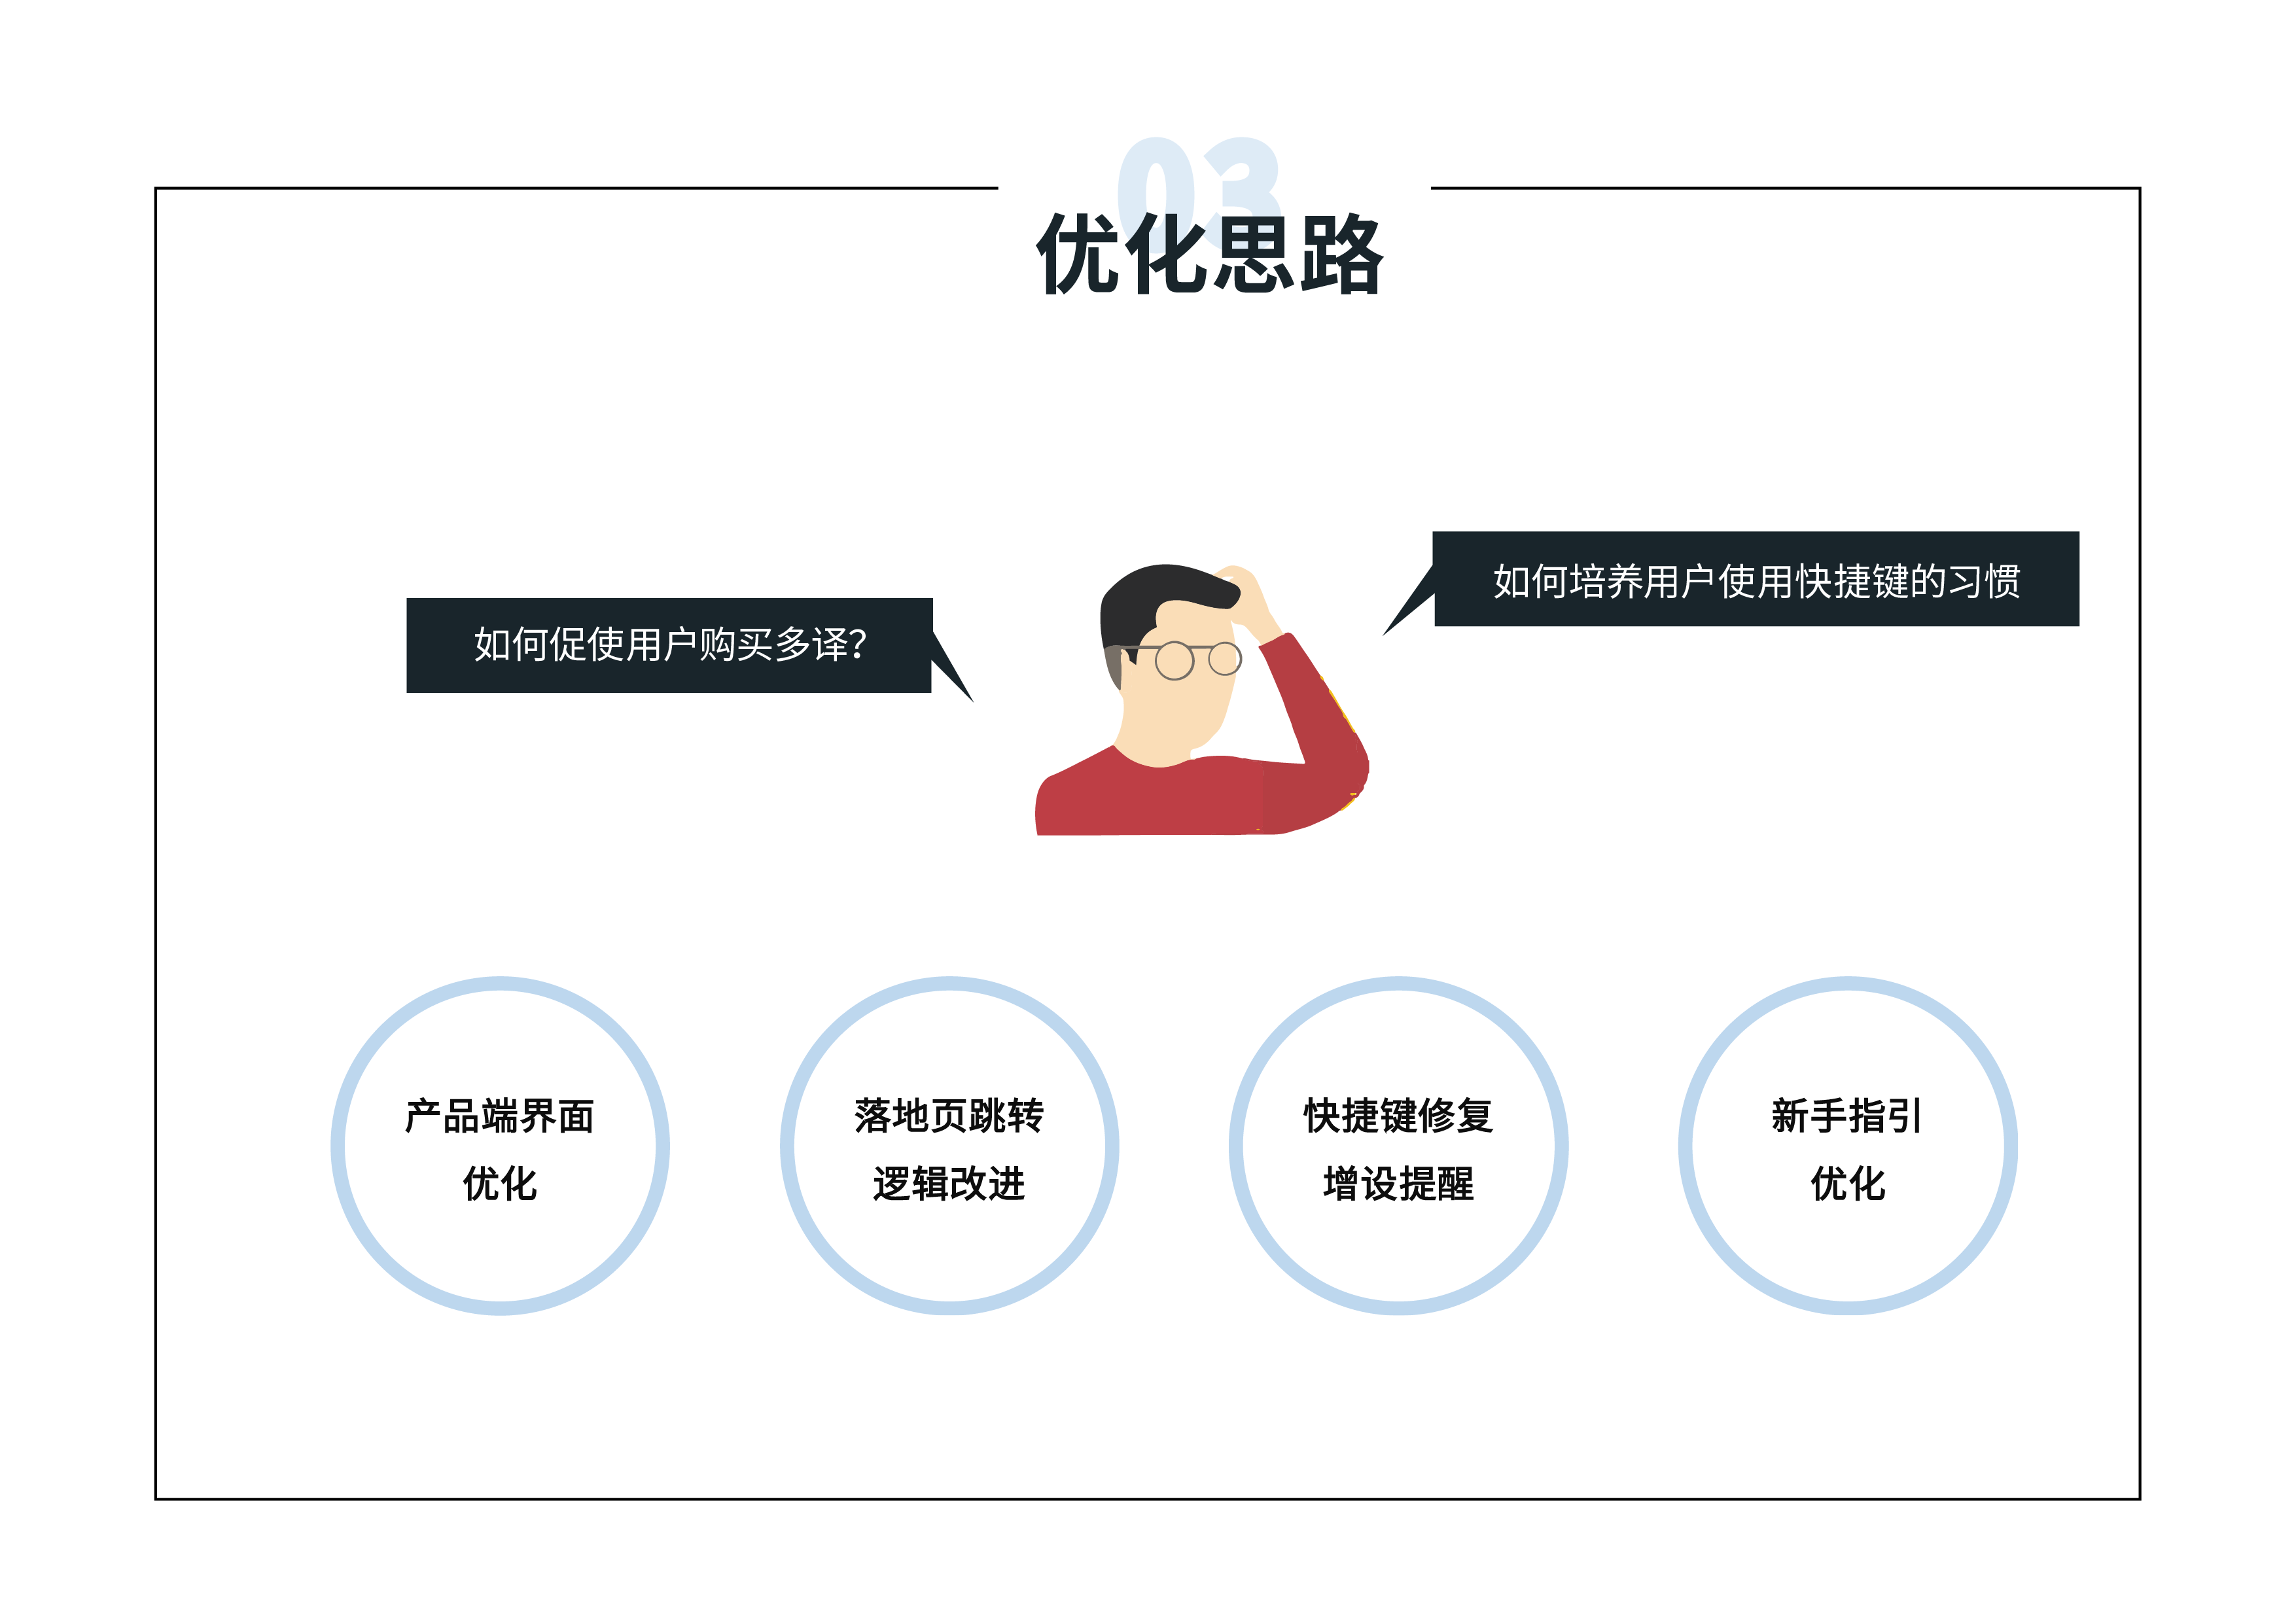 03
优化思路
如何培养用户使用快捷键的习惯
如何促使用户购买多译？
产品端界面
优化
落地页跳转
逻辑改进
快捷键修复
增设提醒
新手指引
优化